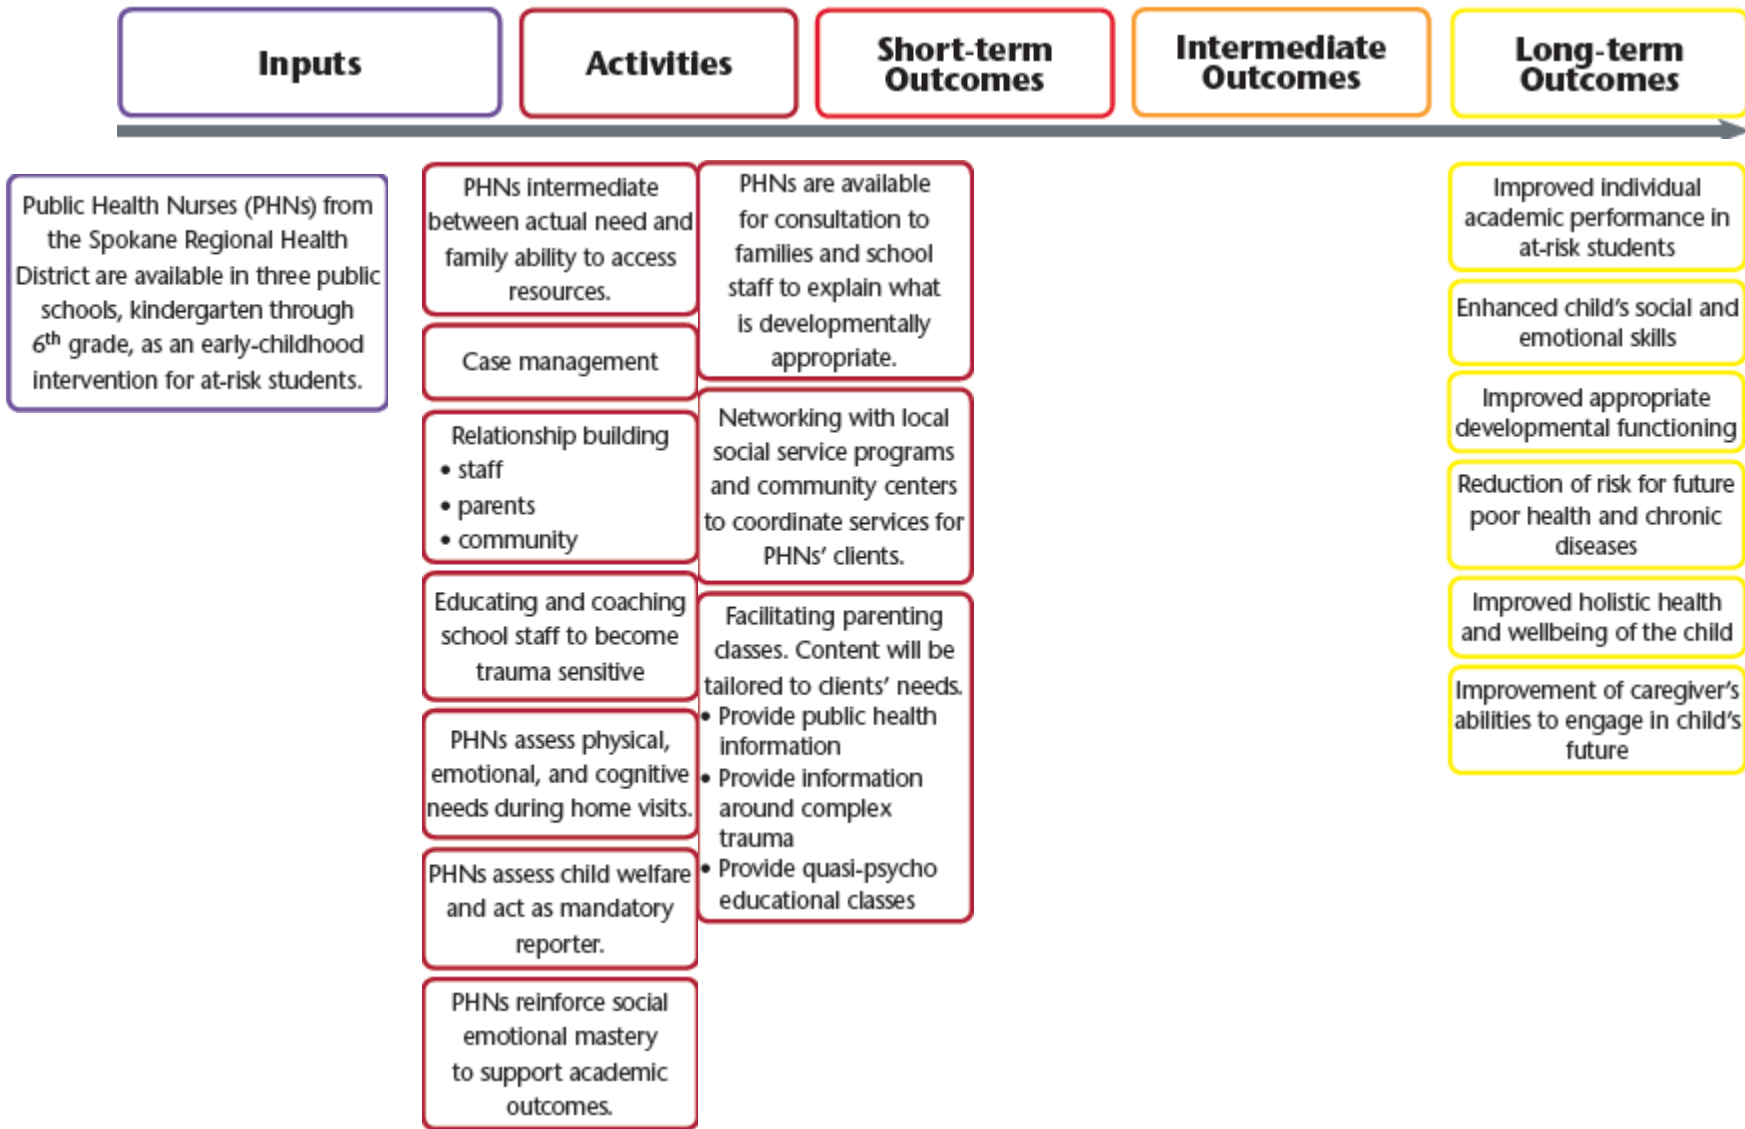 Inputs
Activities
Short-term
Outcomes
Intermediate
Outcomes
Long-term
Outcomes
Public Health Nurses (PHNs) from
the Spokane Regional Health
District are available in three public
schools, kindergarten through
6th grade, as an early-childhood
intervention for at-risk students.
PHNs intermediate
between actual need and
family ability to access
resources.
Case management
Relationship building
• staff
• parents
• community
Educating and coaching
school staff to become
trauma sensitive
PHNs assess physical,
emotional, and cognitive
needs during home visits.
PHNs assess child welfare
and act as mandatory
reporter.
PHNs reinforce social
emotional mastery
to support academic
outcomes.
PHNs are available
for consultation to
families and school
staff to explain what
is developmentally
appropriate.
Networking with local
social service programs
and community centers
to coordinate services for
PHNs’ clients.
Facilitating parenting
classes. Content will be
tailored to clients’ needs.
• Provide public health
information
• Provide information
around complex
trauma
• Provide quasi-psycho
educational classes
Improved individual
academic performance in
at-risk students
Enhanced child’s social and
emotional skills
Improved appropriate
developmental functioning
Reduction of risk for future
poor health and chronic
diseases
Improved holistic health
and wellbeing of the child
Improvement of caregiver’s
abilities to engage in child’s
future